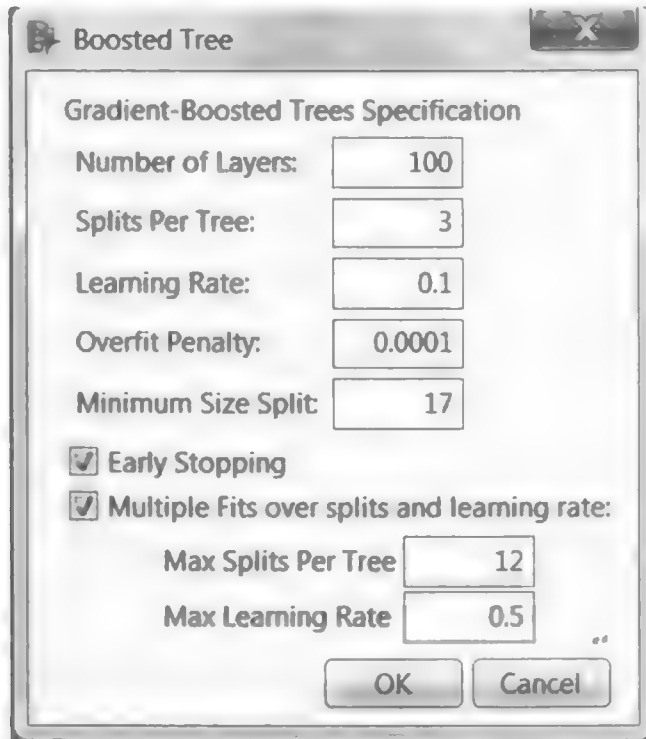 Boosted Tree
Gradient-Boosted Trees Specification
Number of Layers: 100
Splits Per Tree: 3
Learning Rate: 0.1
Overfit Penalty: 0.0001
Minimum Size Split: 17
Early Stopping
Multiple Fits over splits and learning rate:
Max Splits Per Tree 12
Max Learning Rate 0.5
OK Cancel